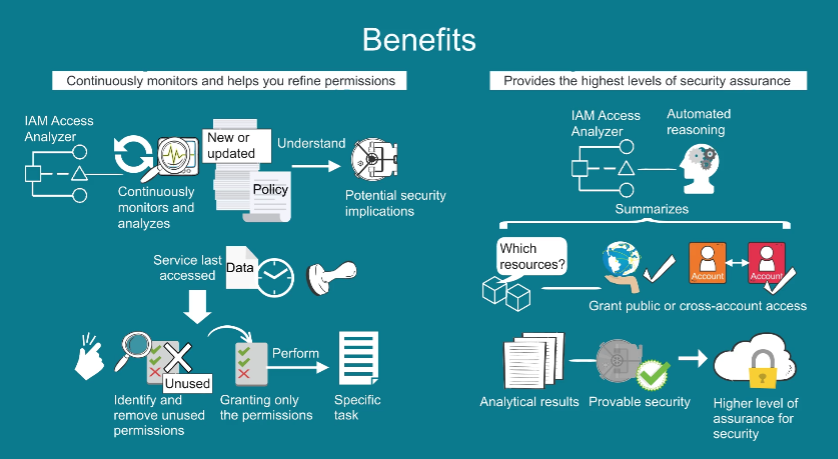 Benefits
Continuously monitors and helps you refine permissions
IAM Access
Analyzer
Continuously
monitors and
analyzes
New or
updated
Policy
Understand
Potential security
implications
Service last
accessed
Data
Unused
Identify and
remove unused
permissions
Granting only
the permissions
Perform
Specific
task
Provides the highest levels of security assurance
IAM Access
Analyzer
Automated
reasoning
Summarizes
Which
resources?
Account
Account
Grant public or cross-account access
Analytical results
Provable security
Higher level of
assurance for
security